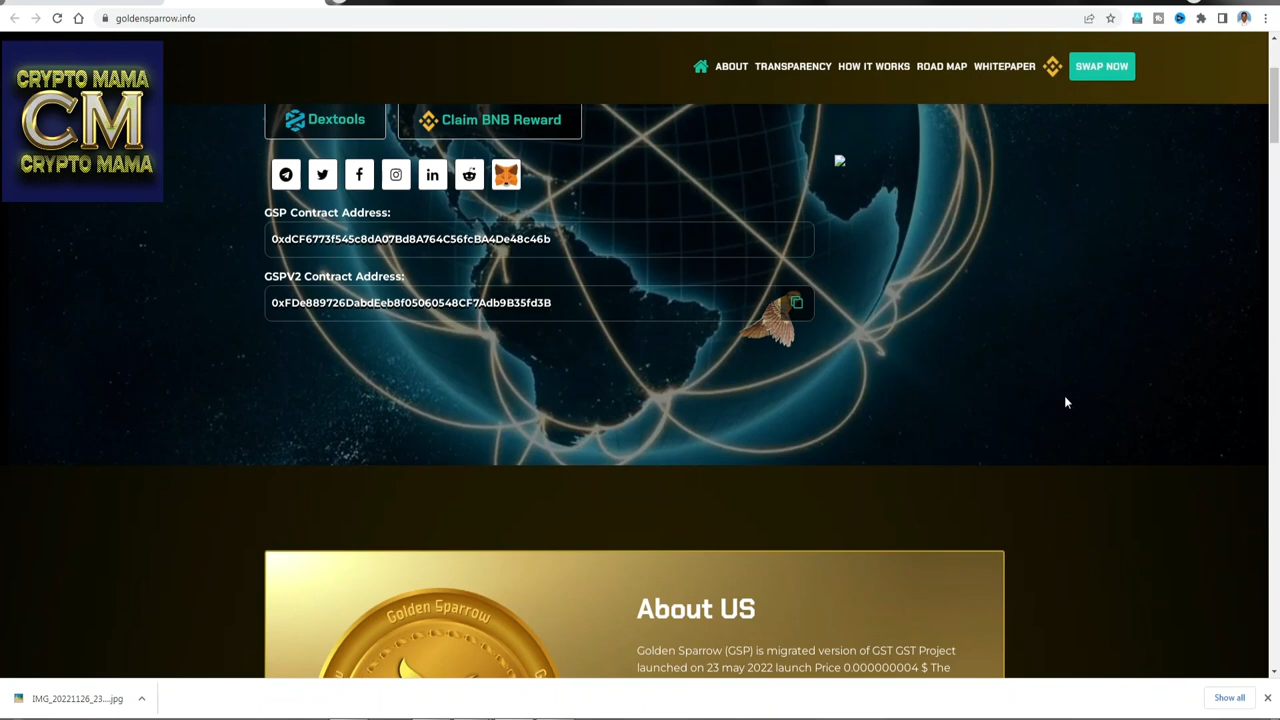 goldensparrow.info
CRYPTO MAMA
CM
CRYPTO MAMA
ABOUT TRANSPARENCY HOW IT WORKS ROAD MAP WHITEPAPER SWAP NOW
Dextools Claim BNB Reward
GSP Contract Address:
0xdCF6773f545c8dA07Bd8A764C56fcBA4De48c46b
GSPV2 Contract Address:
0xFDe889726DabdEeb8f05060548CF7Adb9B35fd3B
Golden Sparrow
About US
Golden Sparrow (GSP) is migrated version of GST GST Project
launched on 23 may 2022 launch Price 0.000000004 $ The
IMG_20221126_23....jpg
Show all